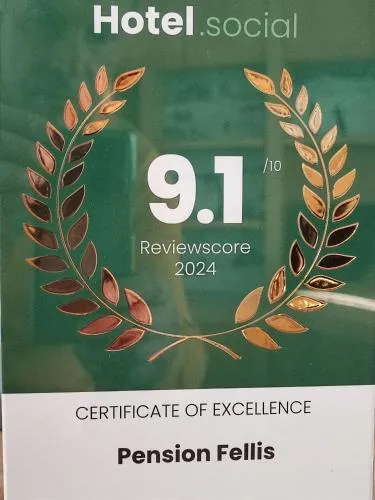 Hotel.social
9.1 /10
Reviewscore
2024
CERTIFICATE OF EXCELLENCE
Pension Fellis